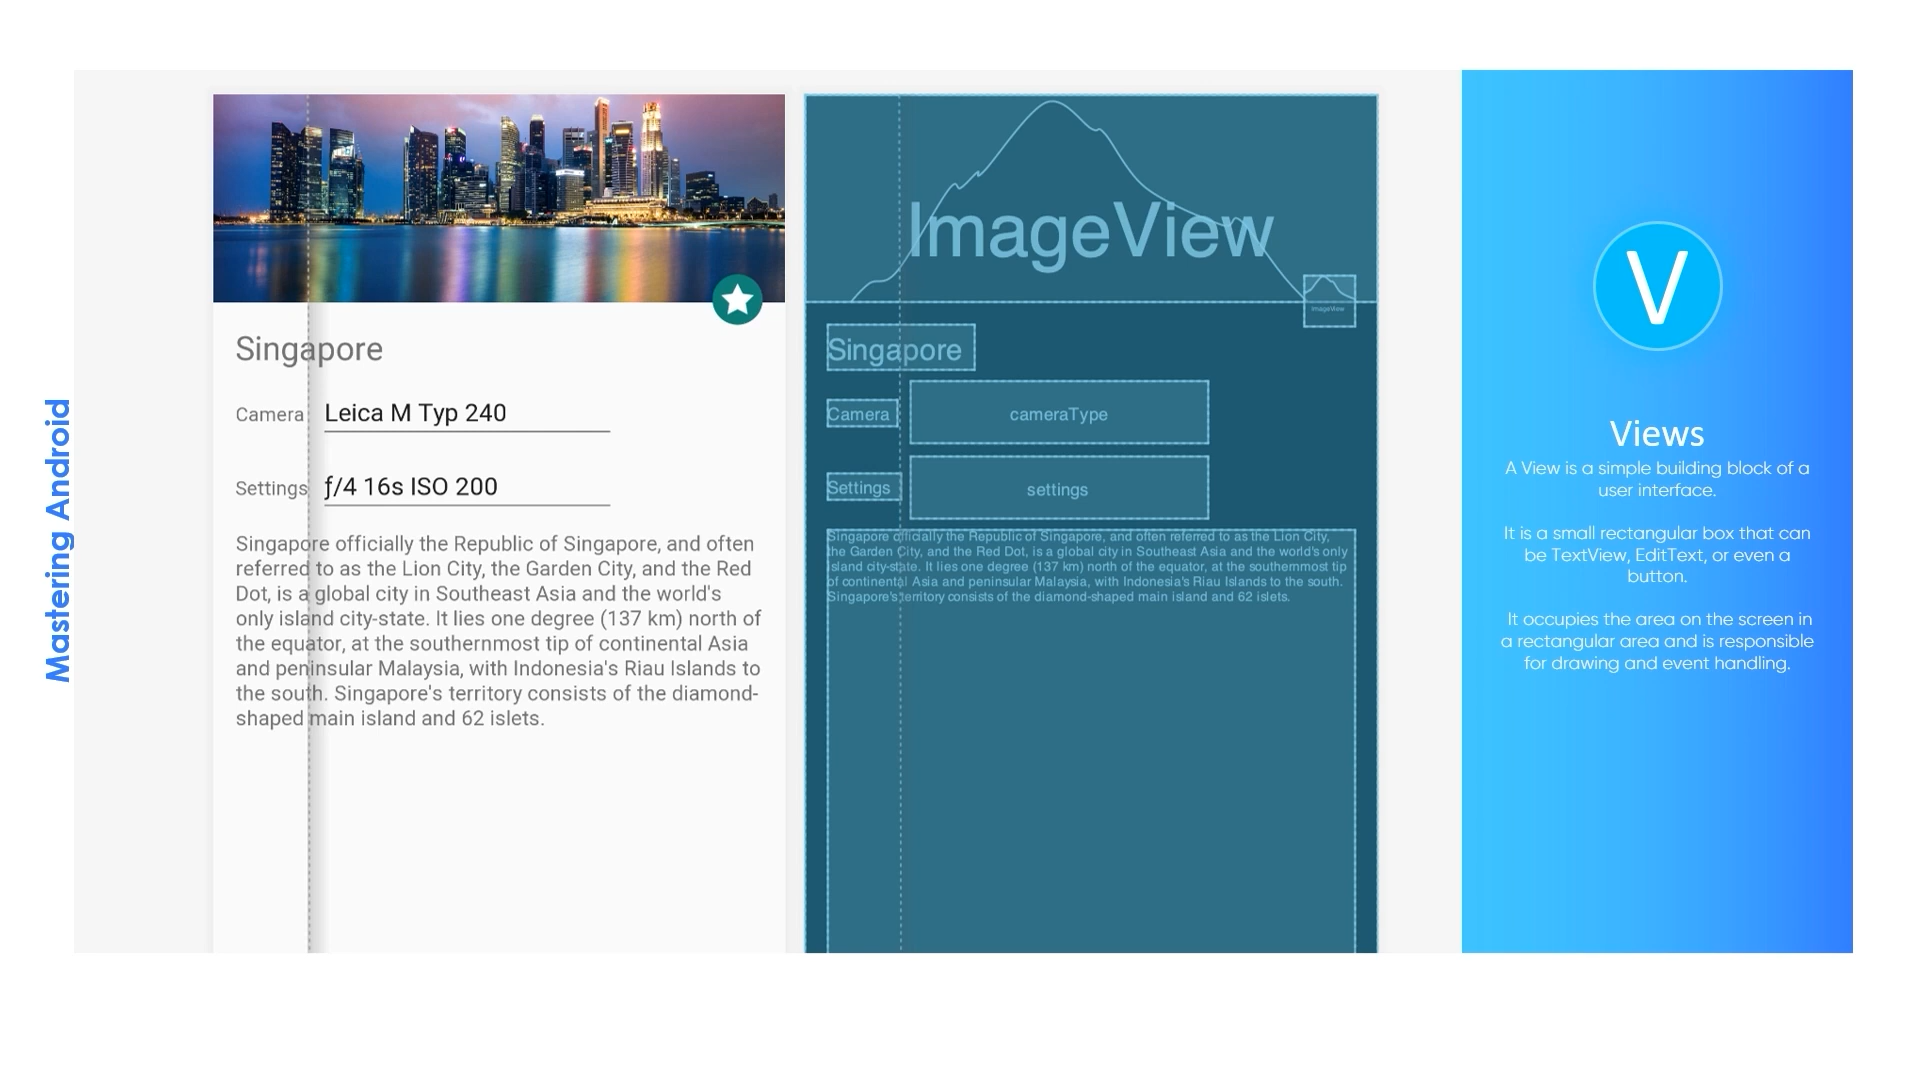 Mastering Android
Singapore
Camera
Leica M Typ 240
Settings
ƒ/4 16s ISO 200
Singapore officially the Republic of Singapore, and often
referred to as the Lion City, the Garden City, and the Red
Dot, is a global city in Southeast Asia and the world's
only island city-state. It lies one degree (137 km) north of
the equator, at the southernmost tip of continental Asia
and peninsular Malaysia, with Indonesia's Riau Islands to
the south. Singapore's territory consists of the diamond-
shaped main island and 62 islets.
ImageView
ImageView
Singapore
Camera
cameraType
Settings
settings
Singapore officially the Republic of Singapore, and often referred to as the Lion City,
the Garden City, and the Red Dot, is a global city in Southeast Asia and the world's only
island city-state. It lies one degree (137 km) north of the equator, at the southernmost tip
of continental Asia and peninsular Malaysia, with Indonesia's Riau Islands to the south.
Singapore's territory consists of the diamond-shaped main island and 62 islets.
V
Views
A View is a simple building block of a
user interface.
It is a small rectangular box that can
be TextView, EditText, or even a
button.
It occupies the area on the screen in
a rectangular area and is responsible
for drawing and event handling.